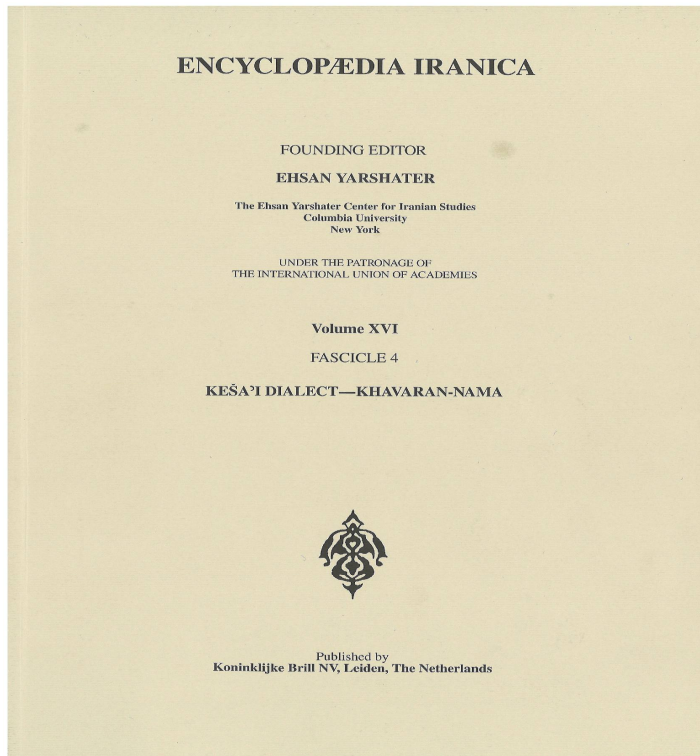 ENCYCLOPÆDIA IRANICA
FOUNDING EDITOR
EHSAN YARSHATER
The Ehsan Yarshater Center for Iranian Studies
Columbia University
New York
UNDER THE PATRONAGE OF
THE INTERNATIONAL UNION OF ACADEMIES
Volume XVI
FASCICLE 4
KEŠAʾI DIALECT—KHAVARAN-NAMA
Published by
Koninklijke Brill NV, Leiden, The Netherlands